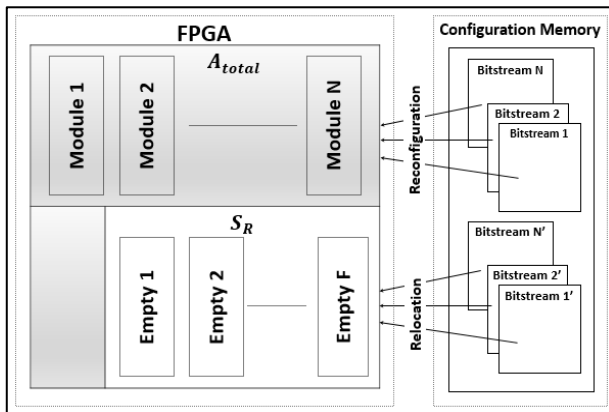 FPGA
A_total
Module 1
Module 2
Module N
S_R
Empty 1
Empty 2
Empty F
Reconfiguration
Relocation
Configuration Memory
Bitstream N
Bitstream 2
Bitstream 1
Bitstream N’
Bitstream 2’
Bitstream 1’